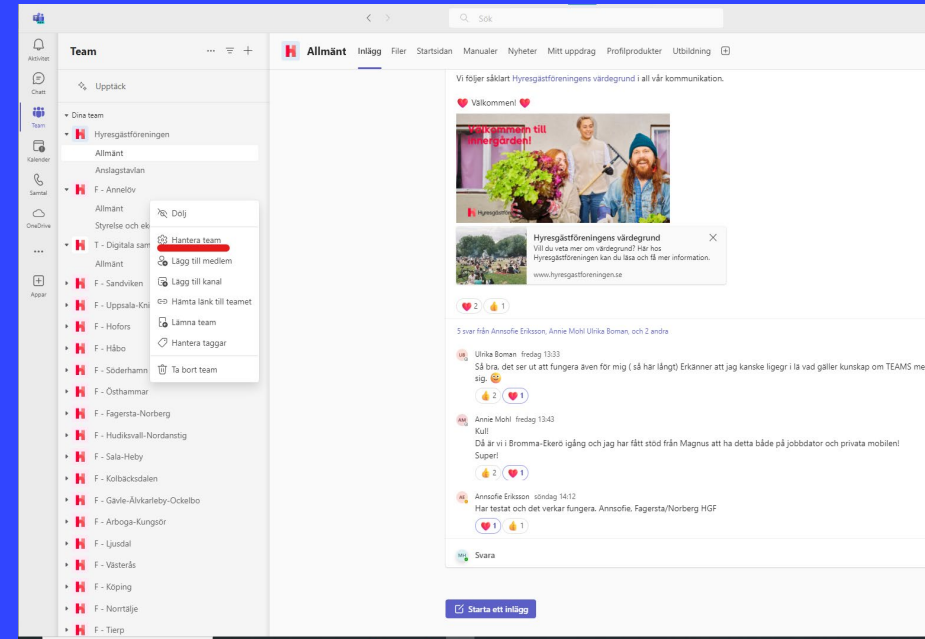 Sök
Aktivitet
Chatt
Team
Kalender
Samtal
OneDrive
Appar
Team
Upptäck
Dina team
Hyresgästföreningen
Allmänt
Anslagstavlan
F - Annelöv
Allmänt
Styrelse och ek
T - Digitala sam
Allmänt
F - Sandviken
F - Uppsala-Kni
F - Hofors
F - Håbo
F - Söderhamn
F - Östhammar
F - Fagersta-Norberg
F - Hudiksvall-Nordanstig
F - Sala-Heby
F - Kolbäcksdalen
F - Gävle-Älvkarleby-Ockelbo
F - Arboga-Kungsör
F - Ljusdal
F - Västerås
F - Köping
F - Norrtälje
F - Tierp
Dölj
Hantera team
Lägg till medlem
Lägg till kanal
Hämta länk till teamet
Lämna team
Hantera taggar
Ta bort team
Allmänt Inlägg Filer Startsidan Manualer Nyheter Mitt uppdrag Profilprodukter Utbildning
Vi följer såklart Hyresgästföreningens värdegrund i all vår kommunikation.
Välkommen!
Välkommen till
innergården!
Hyresgästföreningens värdegrund
Vill du veta mer om värdegrund? Här hos
Hyresgästföreningen kan du läsa och få mer information.
www.hyresgastforeningen.se
2 1
5 svar från Annsofie Eriksson, Annie Mohl Ulrika Boman, och 2 andra
UB Ulrika Boman fredag 13:33
Så bra, det ser ut att fungera även för mig ( så här långt) Erkänner att jag kanske ligegr i lä vad gäller kunskap om TEAMS me
sig.
2 1
AM Annie Mohl fredag 13:43
Kul!
Då är vi i Bromma-Ekerö igång och jag har fått stöd från Magnus att ha detta både på jobbdator och privata mobilen!
Super!
2 1
AE Annsofie Eriksson söndag 14:12
Har testat och det verkar fungera. Annsofie, Fagersta/Norberg HGF
1 1
MH Svara
Starta ett inlägg